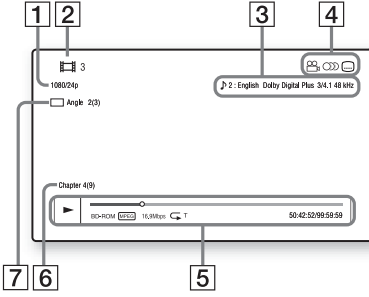 1 2 3 4
3
1080/24p
2 : English Dolby Digital Plus 3/4.1 48 kHz
Angle 2(3)
Chapter 4(9)
BD-ROM MPEG 16,9Mbps T 50:42:52/99:59:59
7 6 5